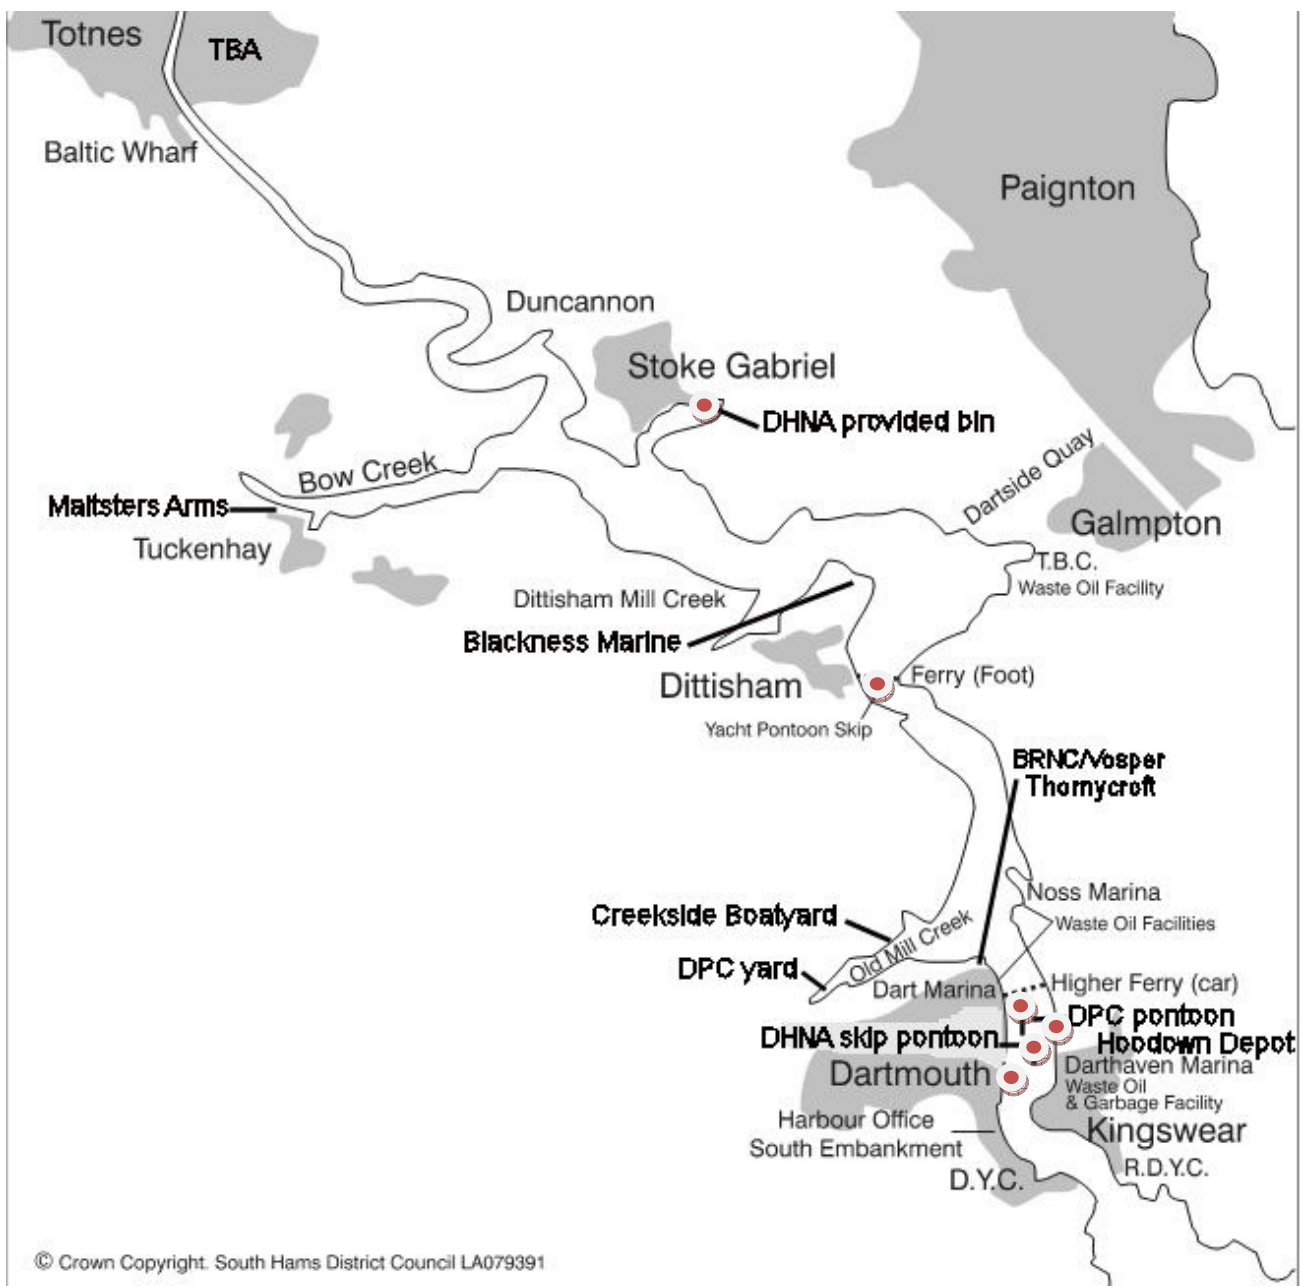 Totnes
TBA
Baltic Wharf
Paignton
Duncannon
Stoke Gabriel
DHNA provided bin
Bow Creek
Dartside Quay
Maltsters Arms
Galmpton
Tuckenhay
T.B.C.
Waste Oil Facility
Dittisham Mill Creek
Blackness Marine
Dittisham
Ferry (Foot)
Yacht Pontoon Skip
BRNC/Vosper
Thornycroft
Noss Marina
Creekside Boatyard
Waste Oil Facilities
Old Mill Creek
DPC yard
Dart Marina
Higher Ferry (car)
DPC pontoon
DHNA skip pontoon
Hoodown Depot
Darthaven Marina
Dartmouth
Waste Oil
& Garbage Facility
Harbour Office
South Embankment
Kingswear
R.D.Y.C.
D.Y.C.
© Crown Copyright. South Hams District Council LA079391